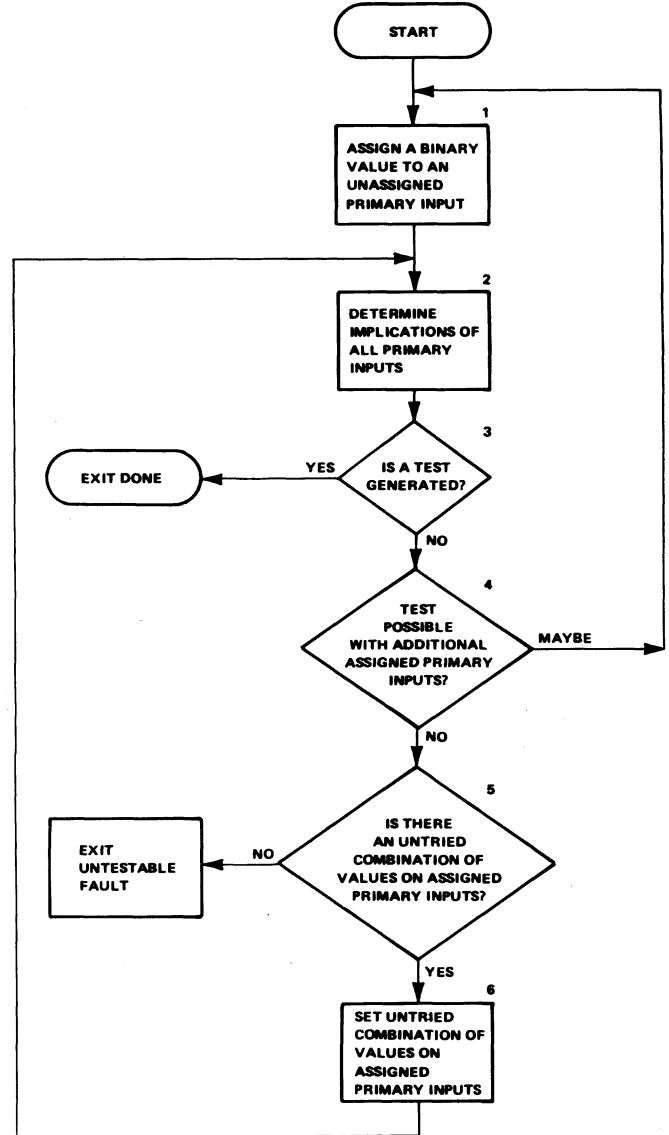 START
1
ASSIGN A BINARY
VALUE TO AN
UNASSIGNED
PRIMARY INPUT
2
DETERMINE
IMPLICATIONS OF
ALL PRIMARY
INPUTS
3
IS A TEST
GENERATED?
YES
EXIT DONE
NO
4
TEST
POSSIBLE
WITH ADDITIONAL
ASSIGNED PRIMARY
INPUTS?
MAYBE
NO
5
IS THERE
AN UNTRIED
COMBINATION OF
VALUES ON ASSIGNED
PRIMARY INPUTS?
NO
EXIT
UNTESTABLE
FAULT
YES
6
SET UNTRIED
COMBINATION OF
VALUES ON
ASSIGNED
PRIMARY INPUTS